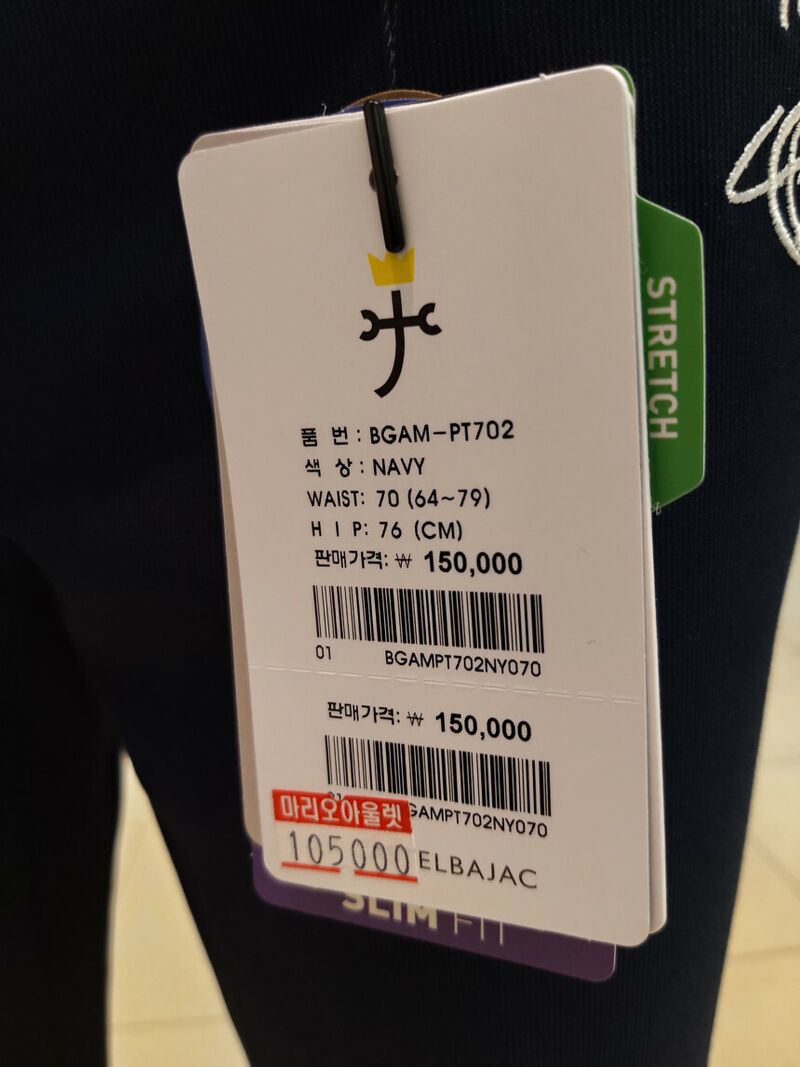 STRETCH
품 번 : BGAM-PT702
색 상 : NAVY
WAIST: 70 (64~79)
H I P: 76 (CM)
판매가격: ₩ 150,000
01 BGAMPT702NY070
판매가격: ₩ 150,000
GAMPT702NY070
마리오아울렛
105000
ELBAJAC
SLIM FIT